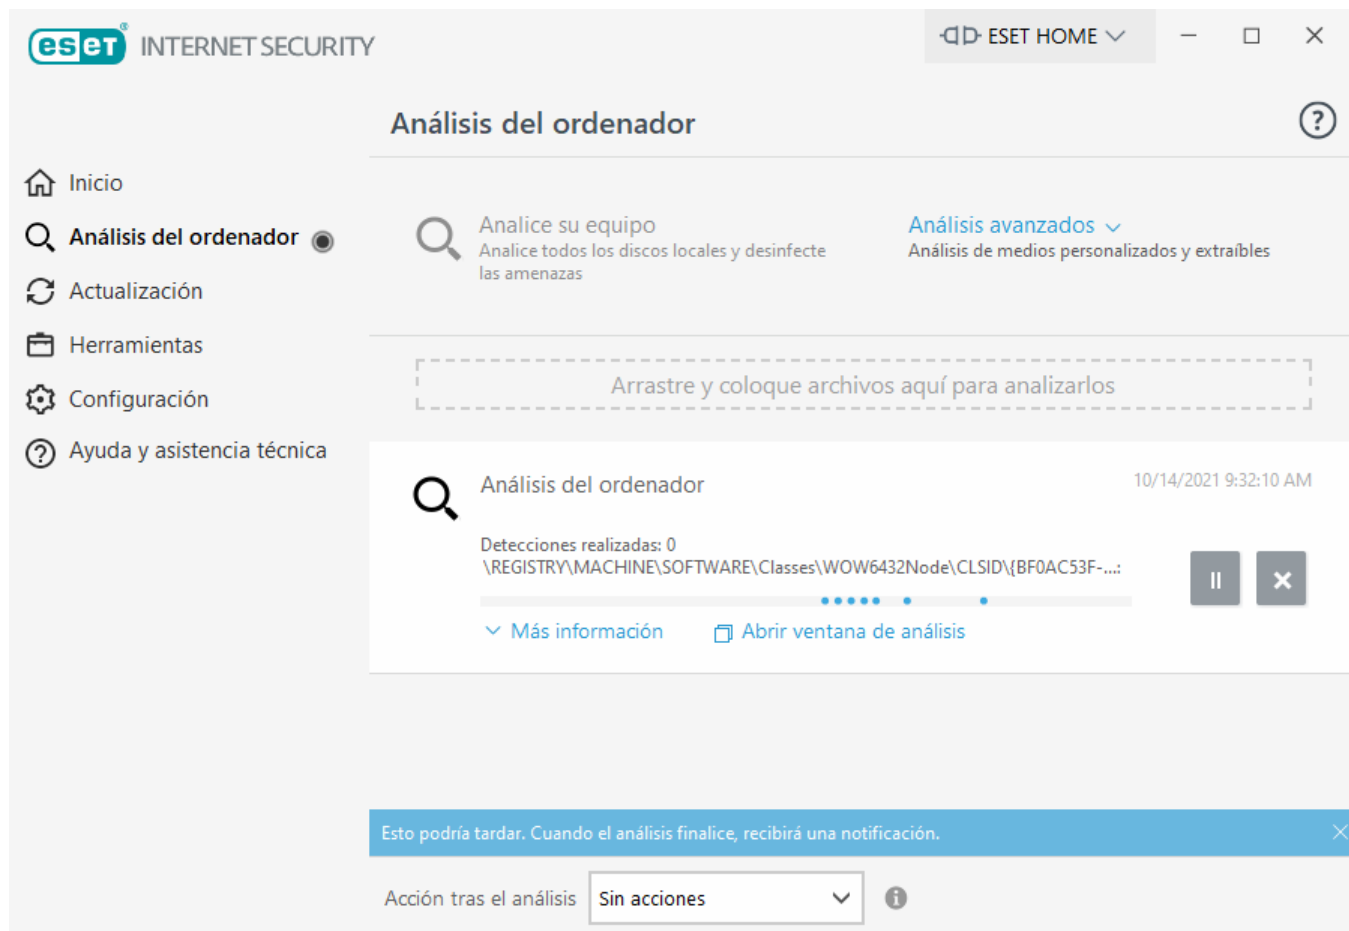 eseт® INTERNET SECURITY
ESET HOME
Análisis del ordenador
Inicio
Análisis del ordenador
Actualización
Herramientas
Configuración
Ayuda y asistencia técnica
Analice su equipo
Analice todos los discos locales y desinfecte
las amenazas
Análisis avanzados
Análisis de medios personalizados y extraíbles
Arrastre y coloque archivos aquí para analizarlos
Análisis del ordenador
10/14/2021 9:32:10 AM
Detecciones realizadas: 0
\REGISTRY\MACHINE\SOFTWARE\Classes\WOW6432Node\CLSID\{BF0AC53F-...:
Más información
Abrir ventana de análisis
Esto podría tardar. Cuando el análisis finalice, recibirá una notificación.
Acción tras el análisis
Sin acciones